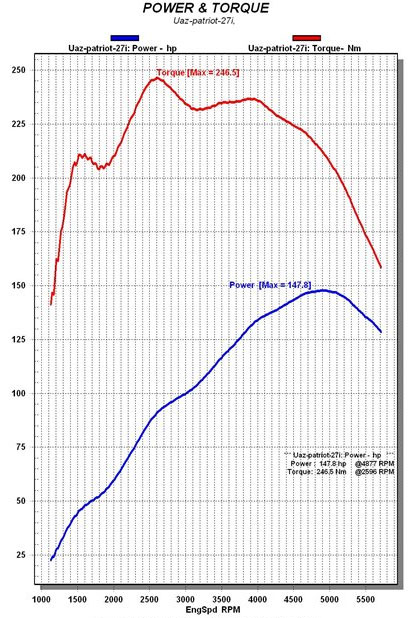 POWER & TORQUE
Uaz-patriot-27i,
Uaz-patriot-27i: Power - hp
Uaz-patriot-27i: Torque- Nm
250
Torque [Max = 246.5]
225
200
175
150
Power [Max = 147.8]
125
100
75
"" Uaz-patriot-27i: Power - hp
Power : 147.8 hp @4877 RPM
Torque: 246,5 Nm @2596 RPM
50
25
1000 1500 2000 2500 3000 3500 4000 4500 5000 5500
EngSpd RPM